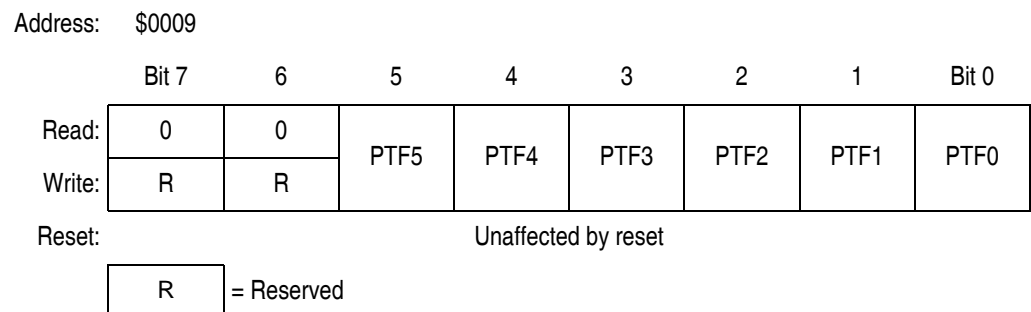 Address: $0009
Bit 7 6 5 4 3 2 1 Bit 0
Read: 0 0 PTF5 PTF4 PTF3 PTF2 PTF1 PTF0
Write: R R
Reset: Unaffected by reset
R = Reserved